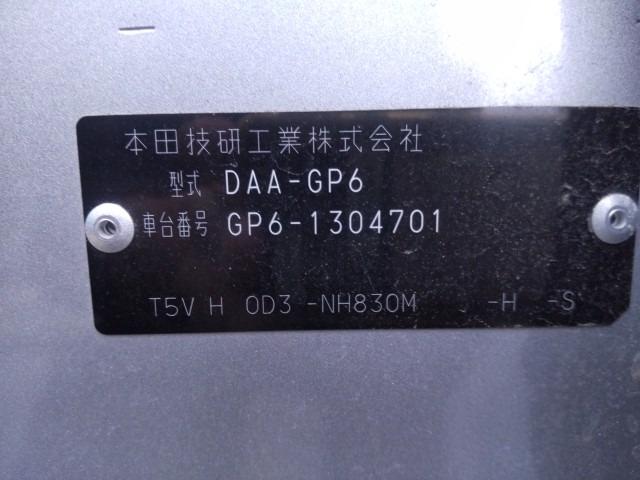 本田技研工業株式会社
型式 DAA-GP6
車台番号 GP6-1304701
T5V H 0D3 -NH830M -H -S